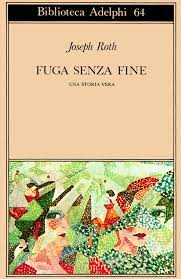 Biblioteca Adelphi 64
Joseph Roth
FUGA SENZA FINE
UNA STORIA VERA